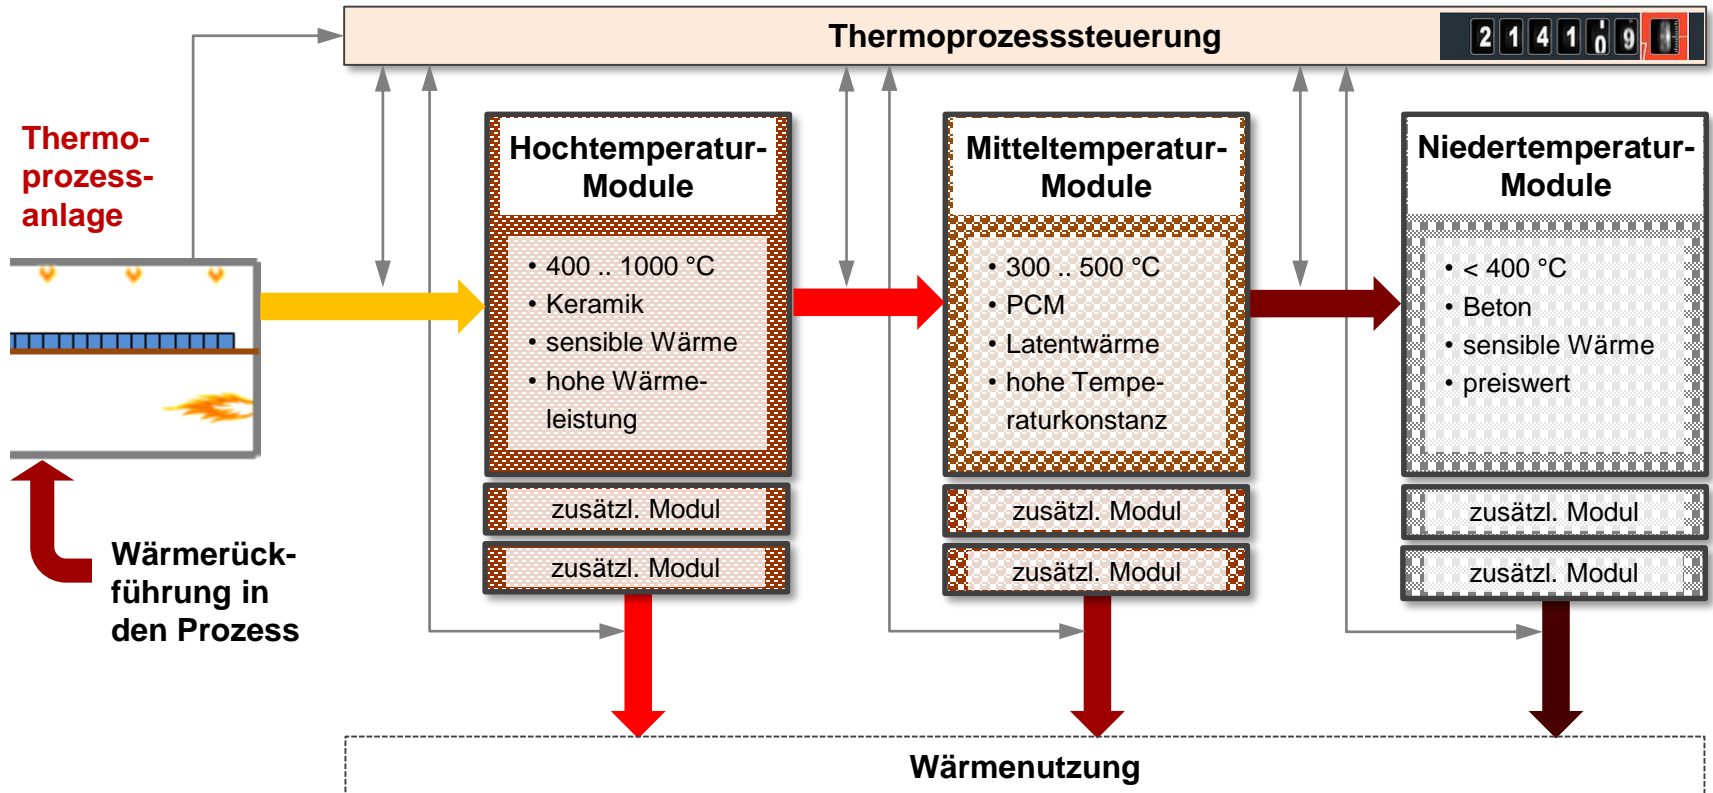 Thermoprozesssteuerung
2 1 4 1 0 9
Thermo-
prozess-
anlage
Hochtemperatur-
Module
• 400 .. 1000 °C
• Keramik
• sensible Wärme
• hohe Wärme-
leistung
zusätzl. Modul
zusätzl. Modul
Mitteltemperatur-
Module
• 300 .. 500 °C
• PCM
• Latentwärme
• hohe Tempe-
raturkonstanz
zusätzl. Modul
zusätzl. Modul
Niedertemperatur-
Module
• < 400 °C
• Beton
• sensible Wärme
• preiswert
zusätzl. Modul
zusätzl. Modul
Wärmerück-
führung in
den Prozess
Wärmenutzung